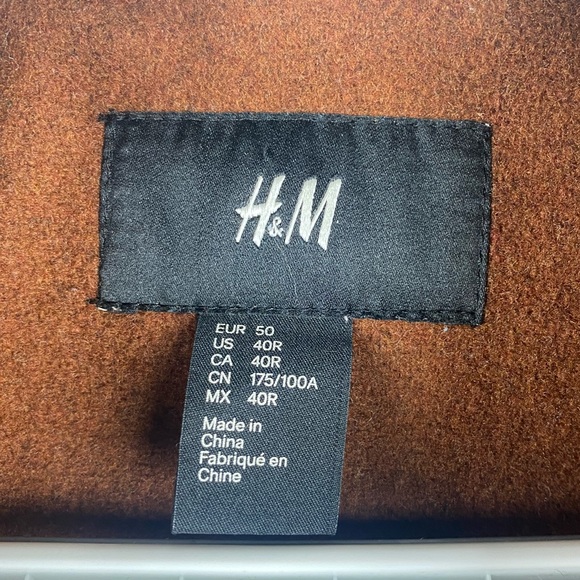 H&M
EUR 50
US 40R
CA 40R
CN 175/100A
MX 40R
Made in
China
Fabriqué en
Chine